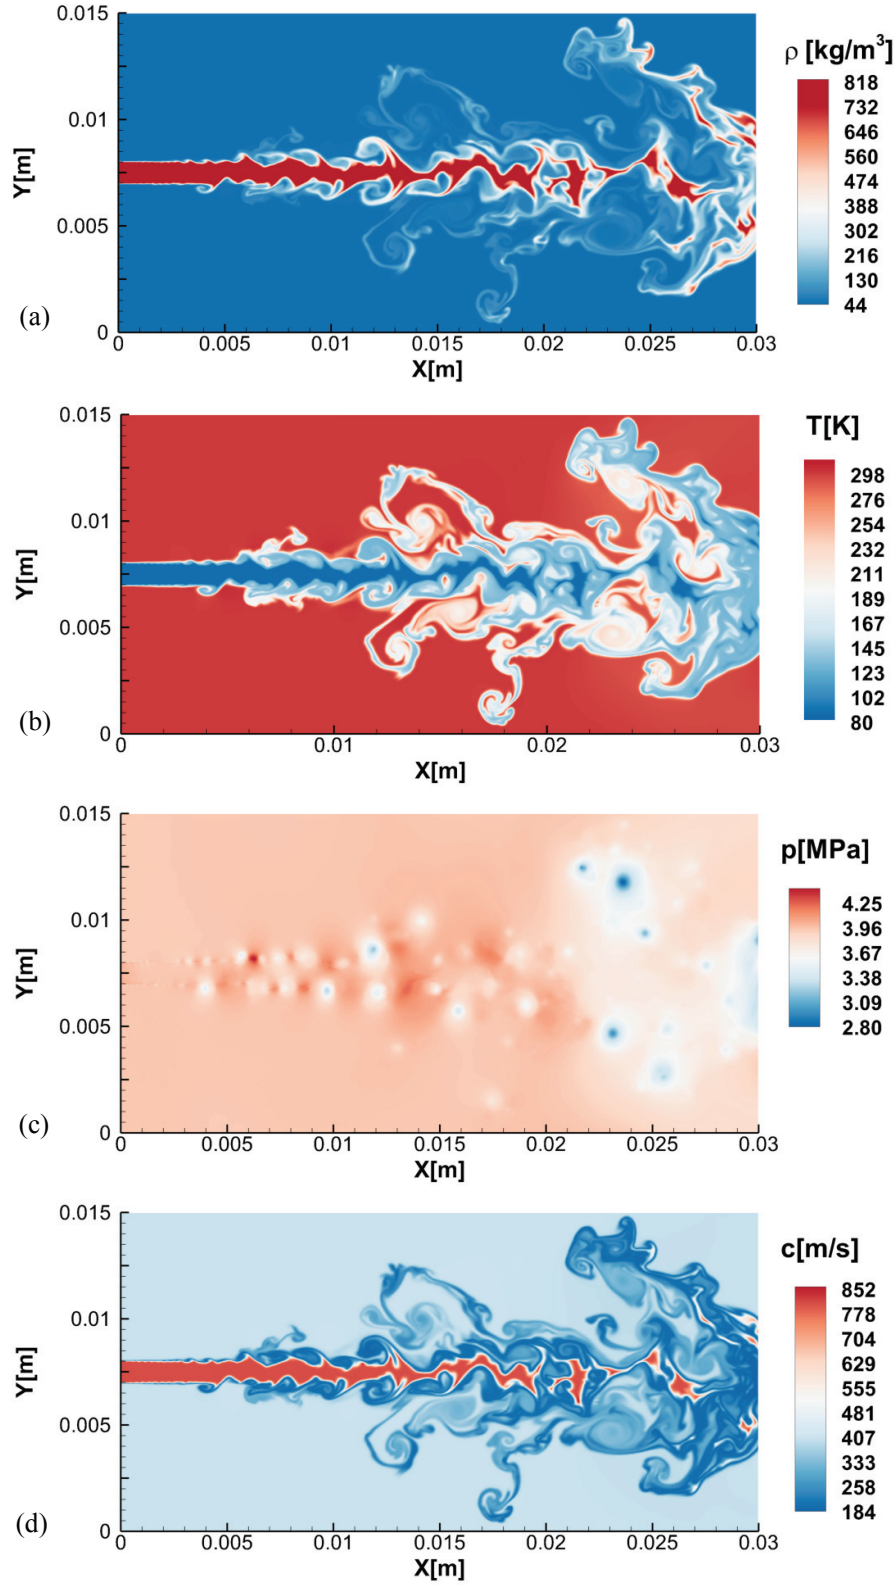 0.015
0.01
0.005
0
Y[m]
(a)
0 0.005 0.01 0.015 0.02 0.025 0.03
X[m]
ρ [kg/m³]
818
732
646
560
474
388
302
216
130
44
0.015
0.01
0.005
0
Y[m]
(b)
0 0.01 0.02 0.03
X[m]
T[K]
298
276
254
232
211
189
167
145
123
102
80
0.015
0.01
0.005
0
Y[m]
(c)
0 0.005 0.01 0.015 0.02 0.025 0.03
X[m]
p[MPa]
4.25
3.96
3.67
3.38
3.09
2.80
0.015
0.01
0.005
0
Y[m]
(d)
0 0.005 0.01 0.015 0.02 0.025 0.03
X[m]
c[m/s]
852
778
704
629
555
481
407
333
258
184